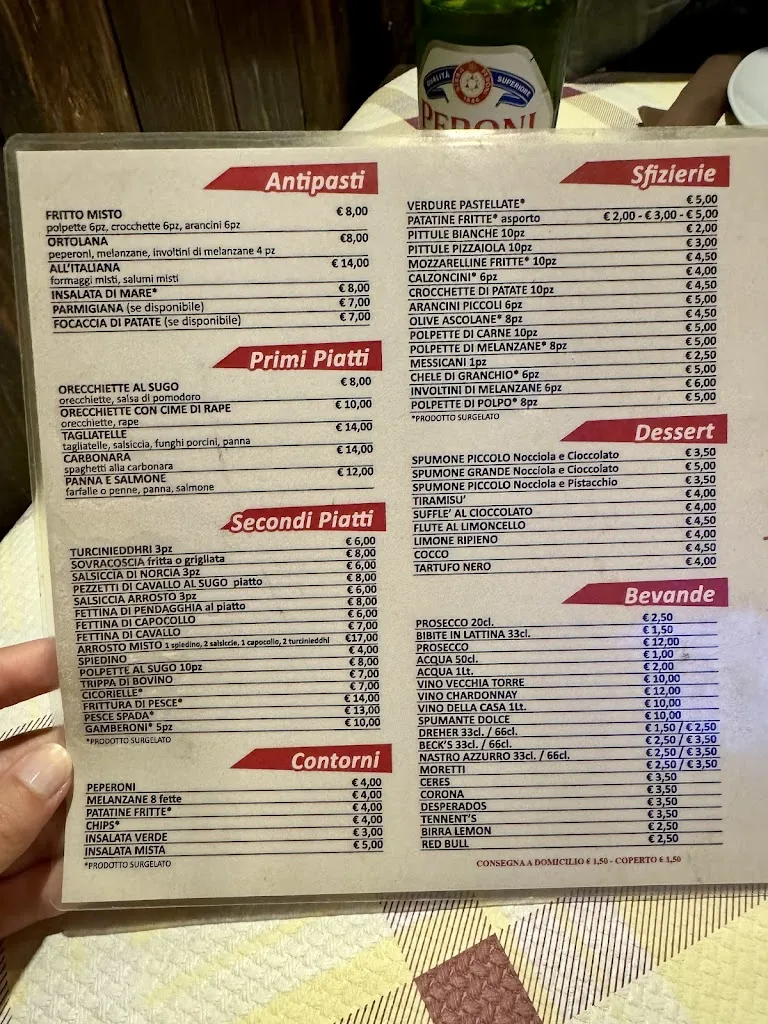 QUALITÀ SUPERIORE
PERONI
Antipasti
FRITTO MISTO € 8,00
polpette 6pz, crocchette 6pz, arancini 6pz
ORTOLANA €8,00
peperoni, melanzane, involtini di melanzane 4 pz
ALL'ITALIANA € 14,00
formaggi misti, salumi misti
INSALATA DI MARE* € 8,00
PARMIGIANA (se disponibile) € 7,00
FOCACCIA DI PATATE (se disponibile) € 7,00
Primi Piatti
ORECCHIETTE AL SUGO € 8,00
orecchiette, salsa di pomodoro
ORECCHIETTE CON CIME DI RAPE € 10,00
orecchiette, rape
TAGLIATELLE € 14,00
tagliatelle, salsiccia, funghi porcini, panna
CARBONARA € 14,00
spaghetti alla carbonara
PANNA E SALMONE € 12,00
farfalle o penne, panna, salmone
Secondi Piatti
TURCINIEDDHRI 3pz € 6,00
SOVRACOSCIA fritta o grigliata € 8,00
SALSICCIA DI NORCIA 3pz € 6,00
PEZZETTI DI CAVALLO AL SUGO piatto € 8,00
SALSICCIA ARROSTO 3pz € 6,00
FETTINA DI PENDAGGHIA al piatto € 8,00
FETTINA DI CAPOCOLLO € 6,00
FETTINA DI CAVALLO € 7,00
ARROSTO MISTO 1 spiedino, 2 salsiccie, 1 capocollo, 2 turcinieddhi €17,00
SPIEDINO € 4,00
POLPETTE AL SUGO 10pz € 8,00
TRIPPA DI BOVINO € 7,00
CICORIELLE* € 7,00
FRITTURA DI PESCE* € 14,00
PESCE SPADA* € 13,00
GAMBERONI* 5pz € 10,00
*PRODOTTO SURGELATO
Contorni
PEPERONI € 4,00
MELANZANE 8 fette € 4,00
PATATINE FRITTE* € 4,00
CHIPS* € 4,00
INSALATA VERDE € 3,00
INSALATA MISTA € 5,00
*PRODOTTO SURGELATO
Sfizierie
VERDURE PASTELLATE* € 5,00
PATATINE FRITTE* asporto € 2,00 - € 3,00 - € 5,00
PITTULE BIANCHE 10pz € 2,00
PITTULE PIZZAIOLA 10pz € 3,00
MOZZARELLINE FRITTE* 10pz € 4,50
CALZONCINI* 6pz € 4,00
CROCCHETTE DI PATATE 10pz € 4,50
ARANCINI PICCOLI 6pz € 5,00
OLIVE ASCOLANE* 8pz € 4,50
POLPETTE DI CARNE 10pz € 5,00
POLPETTE DI MELANZANE* 8pz € 5,00
MESSICANI 1pz € 2,50
CHELE DI GRANCHIO* 6pz € 5,00
INVOLTINI DI MELANZANE 6pz € 6,00
POLPETTE DI POLPO* 8pz € 5,00
*PRODOTTO SURGELATO
Dessert
SPUMONE PICCOLO Nocciola e Cioccolato € 3,50
SPUMONE GRANDE Nocciola e Cioccolato € 5,00
SPUMONE PICCOLO Nocciola e Pistacchio € 3,50
TIRAMISU' € 4,00
SUFFLE' AL CIOCCOLATO € 4,00
FLUTE AL LIMONCELLO € 4,50
LIMONE RIPIENO € 4,00
COCCO € 4,50
TARTUFO NERO € 4,00
Bevande
PROSECCO 20cl. € 2,50
BIBITE IN LATTINA 33cl. € 1,50
PROSECCO € 12,00
ACQUA 50cl. € 1,00
ACQUA 1Lt. € 2,00
VINO VECCHIA TORRE € 10,00
VINO CHARDONNAY € 12,00
VINO DELLA CASA 1Lt. € 10,00
SPUMANTE DOLCE € 10,00
DREHER 33cl. / 66cl. € 1,50 / € 2,50
BECK'S 33cl. / 66cl. € 2,50 / € 3,50
NASTRO AZZURRO 33cl. / 66cl. € 2,50 / € 3,50
MORETTI € 2,50 / € 3,50
CERES € 3,50
CORONA € 3,50
DESPERADOS € 3,50
TENNENT'S € 3,50
BIRRA LEMON € 2,50
RED BULL € 2,50
CONSEGNA A DOMICILIO € 1,50 - COPERTO € 1,50